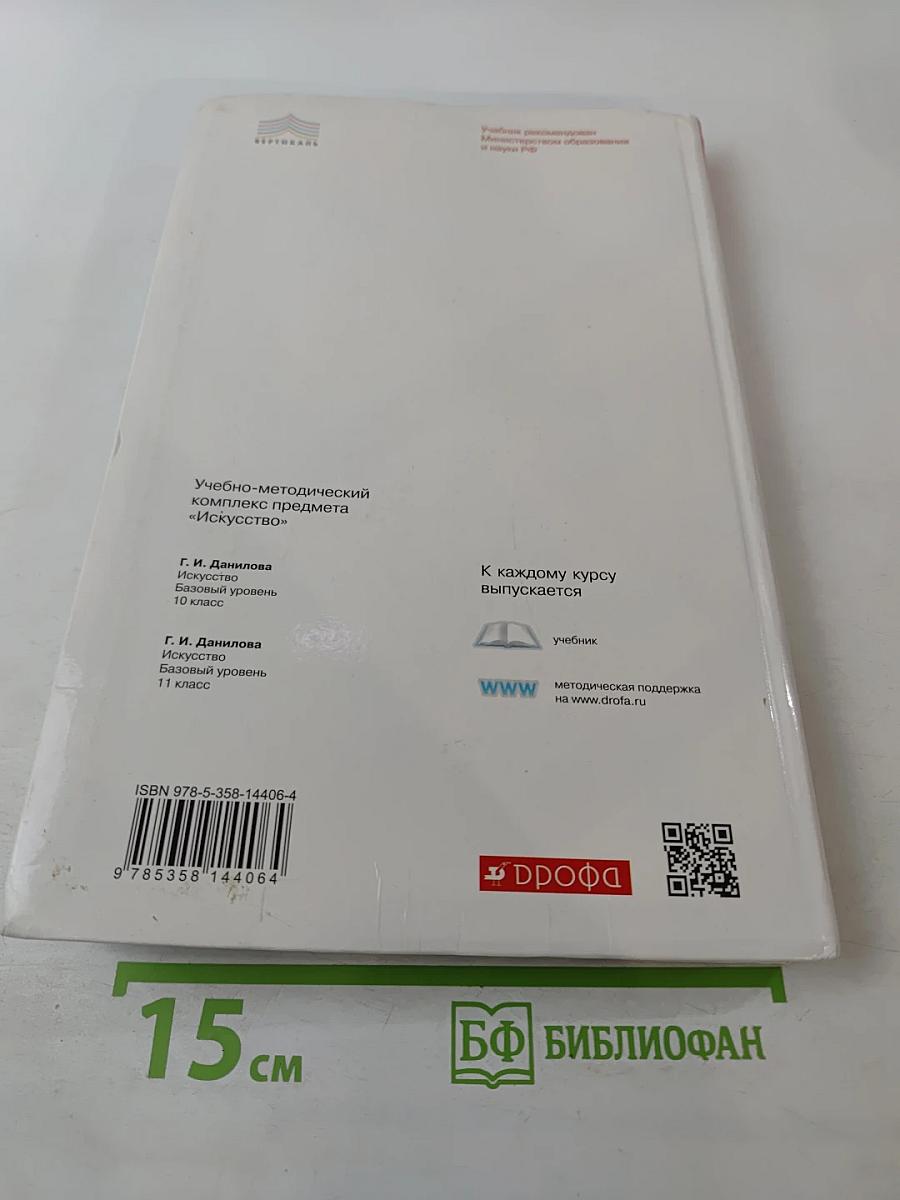 ВЕРТИКАЛЬ
Учебник рекомендован
Министерством образования
и науки РФ
Учебно-методический
комплекс предмета
«Искусство»
Г. И. Данилова
Искусство
Базовый уровень
10 класс
Г. И. Данилова
Искусство
Базовый уровень
11 класс
К каждому курсу
выпускается
учебник
www
методическая поддержка
на www.drofa.ru
ISBN 978-5-358-14406-4
9 785358 144064
дрофа
15 см
БФ БИБЛИОФАН